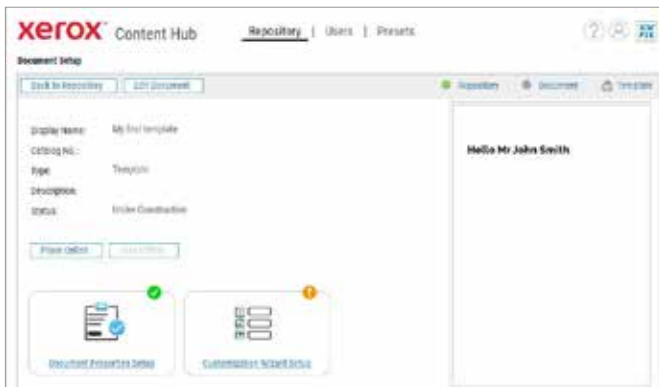 xerox Content Hub Repository | Users | Presets
Document Setup
Back to Repository Edit Document Repository Document Template
Display Name: My first template
Catalog No.:
Type: Template
Description:
Status: Under Construction
Hello Mr John Smith
Place Online
Document Properties Setup Customization Wizard Setup